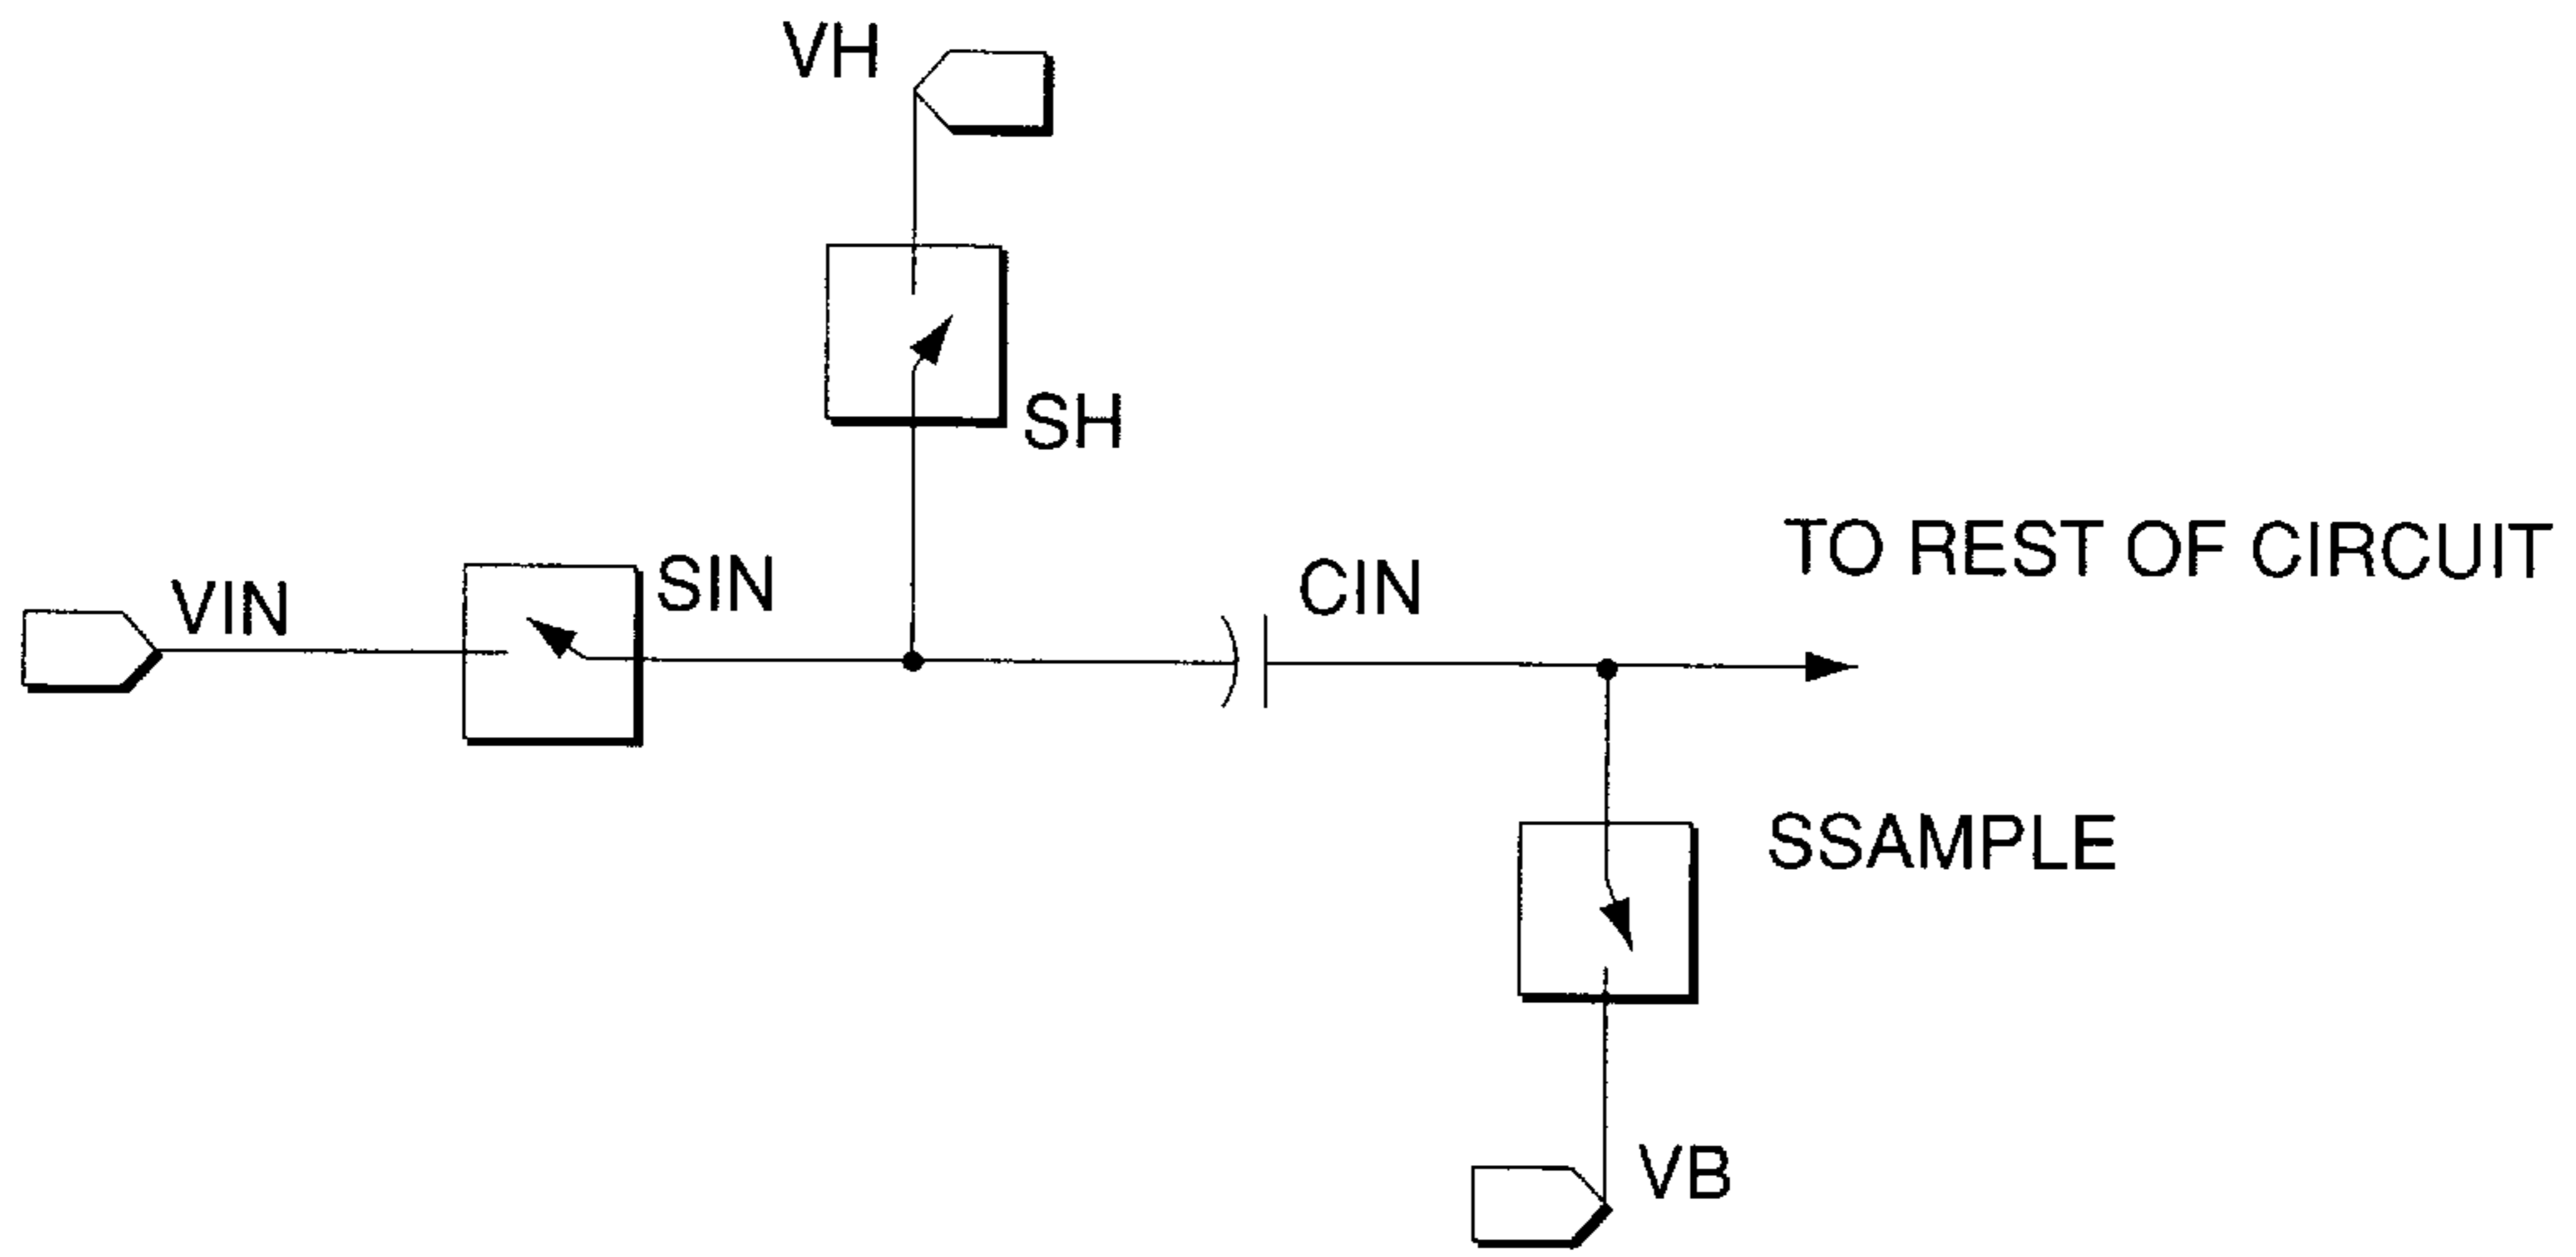 VH
SH
VIN
SIN
CIN
TO REST OF CIRCUIT
SSAMPLE
VB